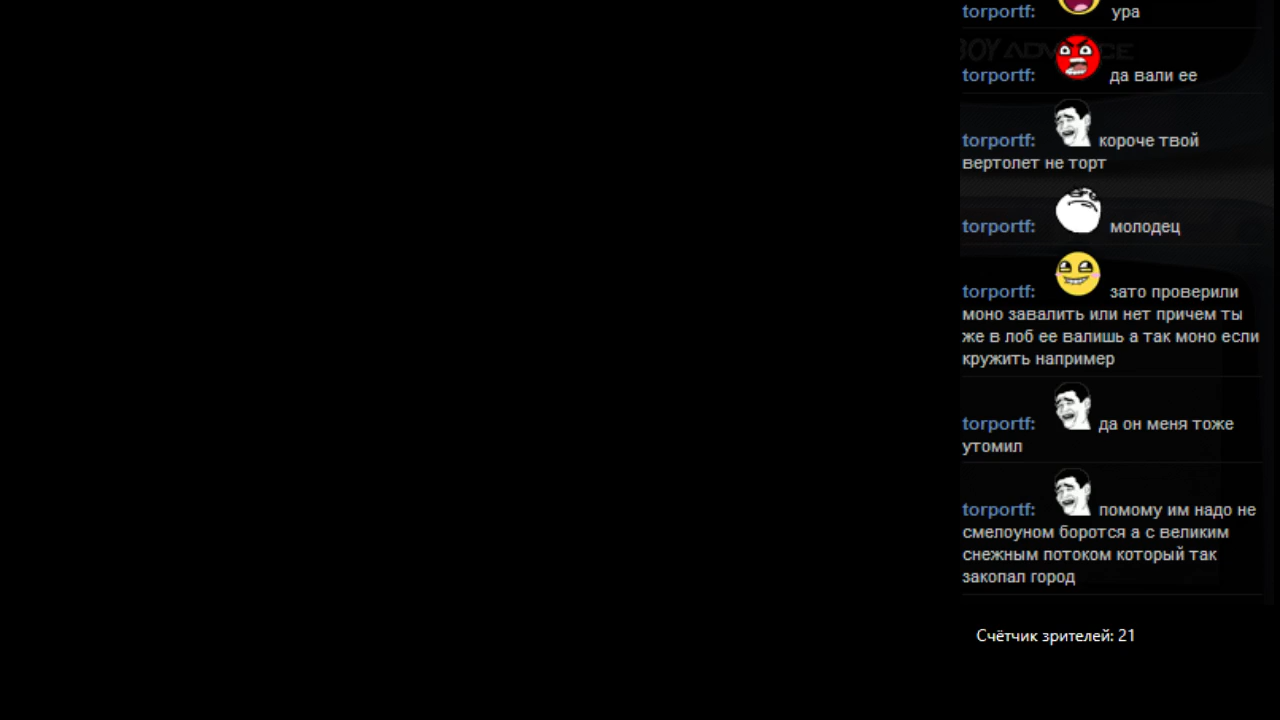 torportf: ура
BOY ADVANCE
torportf: да вали ее
torportf: короче твой
вертолет не торт
torportf: молодец
torportf: зато проверили
моно завалить или нет причем ты
же в лоб ее валишь а так моно если
кружить например
torportf: да он меня тоже
утомил
torportf: помому им надо не
смелоуном боротся а с великим
снежным потоком который так
закопал город
Счётчик зрителей: 21